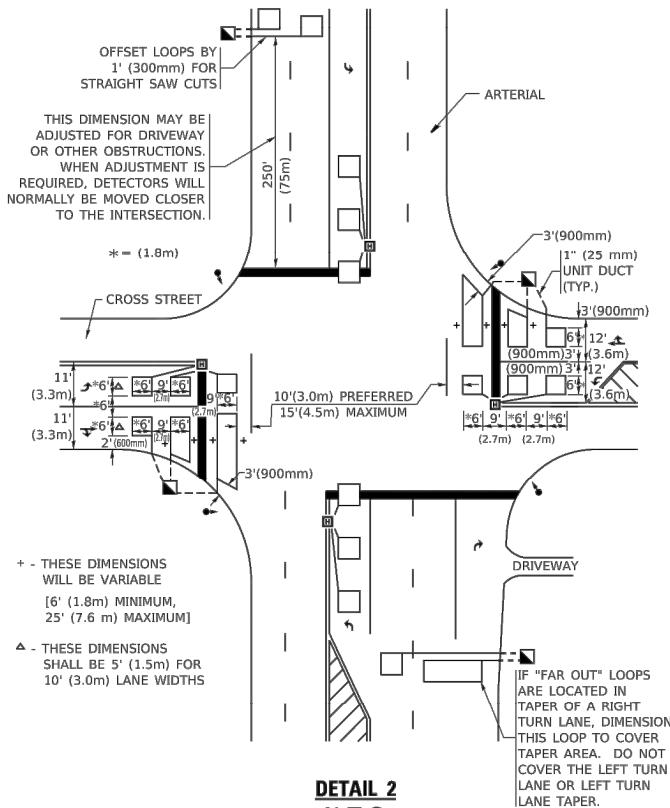 OFFSET LOOPS BY
1' (300mm) FOR
STRAIGHT SAW CUTS
THIS DIMENSION MAY BE
ADJUSTED FOR DRIVEWAY
OR OTHER OBSTRUCTIONS.
WHEN ADJUSTMENT IS
REQUIRED, DETECTORS WILL
NORMALLY BE MOVED CLOSER
TO THE INTERSECTION.
250'
(75m)
ARTERIAL
*= (1.8m)
CROSS STREET
3'(900mm)
1" (25 mm)
UNIT DUCT
(TYP.)
3'(900mm)
6'*
12'
(3.6m)
(900mm)3'
(900mm)3'
6'*
12'
(3.6m)
H
H
11'
(3.3m)
*6'
△
*6' 9' *6'
(2.7m)
9' *6'
(2.7m)
*6'
11'
(3.3m)
*6'
△
*6' 9' *6'
(2.7m)
2' (600mm)
10'(3.0m) PREFERRED
15'(4.5m) MAXIMUM
*6' 9' *6' 9' *6'
(2.7m) (2.7m)
H
3'(900mm)
H
+ - THESE DIMENSIONS
WILL BE VARIABLE
[6' (1.8m) MINIMUM,
25' (7.6 m) MAXIMUM]
△ - THESE DIMENSIONS
SHALL BE 5' (1.5m) FOR
10' (3.0m) LANE WIDTHS
DRIVEWAY
IF "FAR OUT" LOOPS
ARE LOCATED IN
TAPER OF A RIGHT
TURN LANE, DIMENSION
THIS LOOP TO COVER
TAPER AREA. DO NOT
COVER THE LEFT TURN
LANE OR LEFT TURN
LANE TAPER.
DETAIL 2